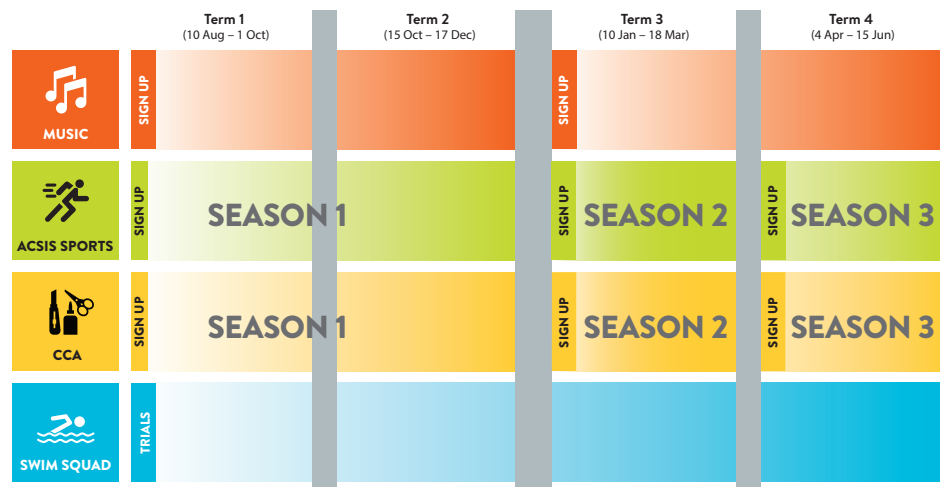 Term 1
(10 Aug – 1 Oct)
Term 2
(15 Oct – 17 Dec)
Term 3
(10 Jan – 18 Mar)
Term 4
(4 Apr – 15 Jun)
MUSIC
SIGN UP
SIGN UP
ACSIS SPORTS
SIGN UP
SEASON 1
SIGN UP
SEASON 2
SIGN UP
SEASON 3
CCA
SIGN UP
SEASON 1
SIGN UP
SEASON 2
SIGN UP
SEASON 3
SWIM SQUAD
TRIALS